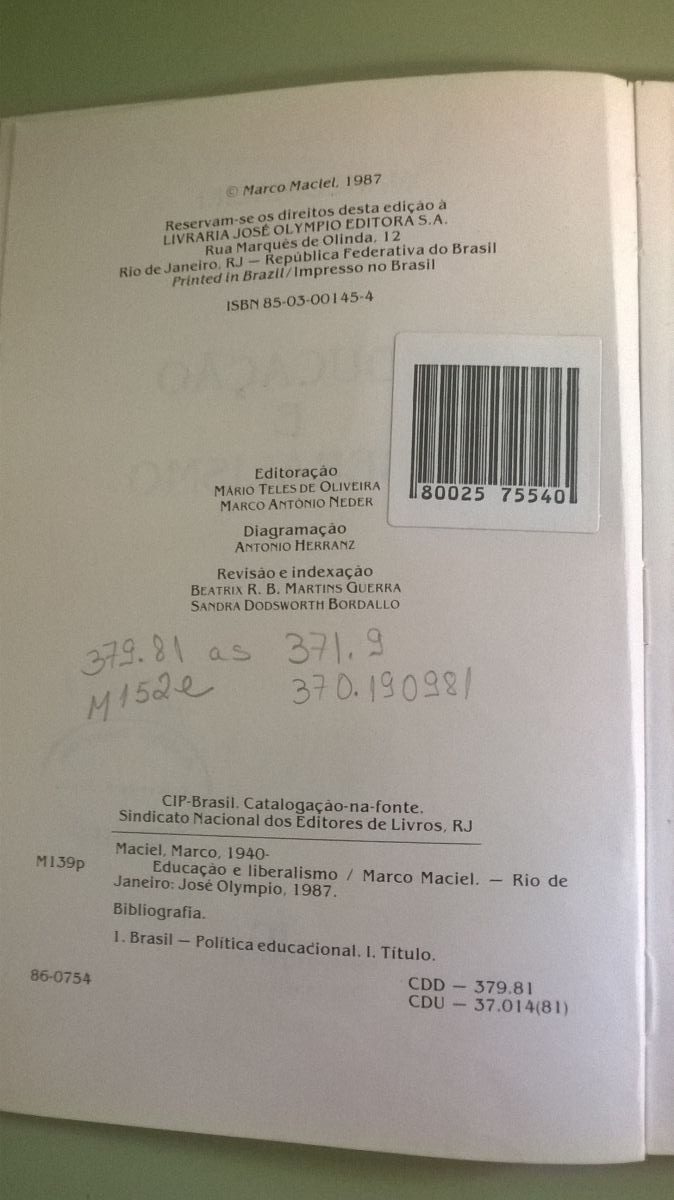 © Marco Maciel, 1987
Reservam-se os direitos desta edição à
LIVRARIA JOSÉ OLYMPIO EDITORA S.A.
Rua Marquês de Olinda, 12
Rio de Janeiro, RJ — República Federativa do Brasil
Printed in Brazil / Impresso no Brasil
ISBN 85-03-00145-4
80025 75540
Editoração
MÁRIO TELES DE OLIVEIRA
MARCO ANTÔNIO NEDER
Diagramação
ANTONIO HERRANZ
Revisão e indexação
BEATRIX R. B. MARTINS GUERRA
SANDRA DODSWORTH BORDALLO
379.81 as 371.9
M152e 370.190981
CIP-Brasil. Catalogação-na-fonte.
Sindicato Nacional dos Editores de Livros, RJ
Maciel, Marco, 1940-
M139p Educação e liberalismo / Marco Maciel. — Rio de
Janeiro: José Olympio, 1987.
Bibliografia.
1. Brasil — Política educacional. I. Título.
86-0754 CDD — 379.81
CDU — 37.014(81)